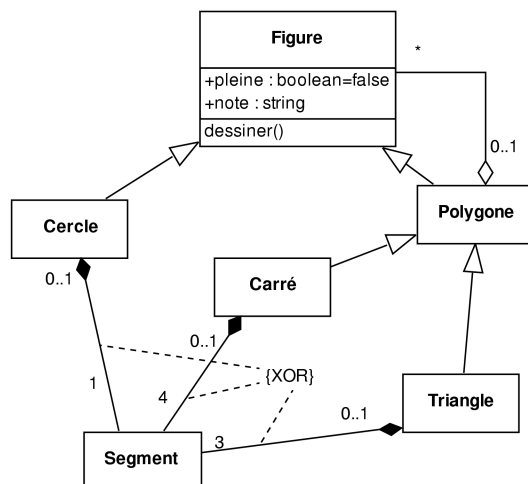 Figure
*
+pleine : boolean=false
+note : string
dessiner()
0..1
Polygone
Cercle
0..1
Carré
0..1
{XOR}
1
4
Triangle
0..1
3
Segment